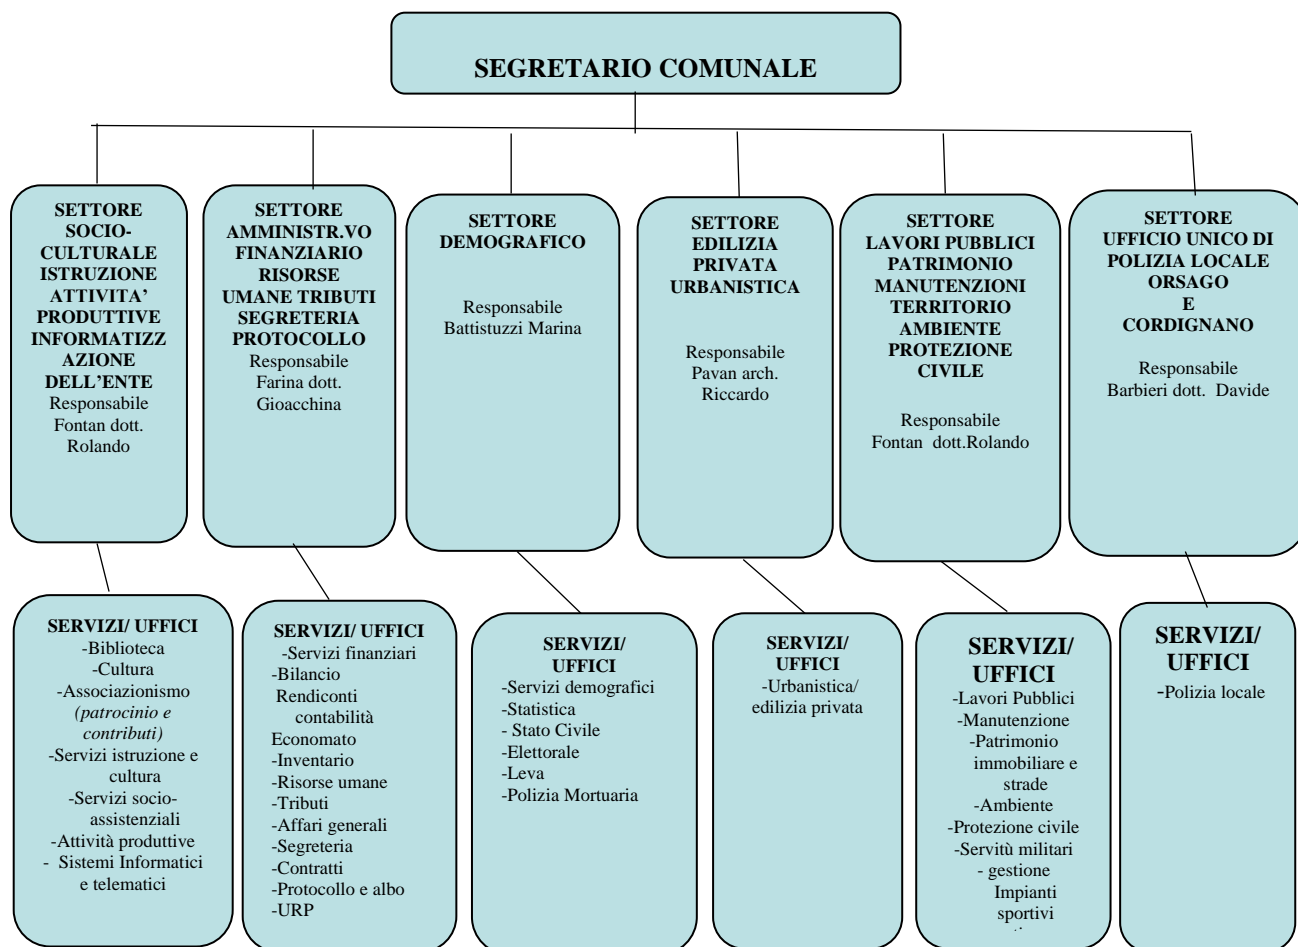 SEGRETARIO COMUNALE
SETTORE
SOCIO-
CULTURALE
ISTRUZIONE
ATTIVITA’
PRODUTTIVE
INFORMATIZZ
AZIONE
DELL’ENTE
Responsabile
Fontan dott.
Rolando
SETTORE
AMMINISTR.VO
FINANZIARIO
RISORSE
UMANE TRIBUTI
SEGRETERIA
PROTOCOLLO
Responsabile
Farina dott.
Gioacchina
SETTORE
DEMOGRAFICO
Responsabile
Battistuzzi Marina
SETTORE
EDILIZIA
PRIVATA
URBANISTICA
Responsabile
Pavan arch.
Riccardo
SETTORE
LAVORI PUBBLICI
PATRIMONIO
MANUTENZIONI
TERRITORIO
AMBIENTE
PROTEZIONE
CIVILE
Responsabile
Fontan dott.Rolando
SETTORE
UFFICIO UNICO DI
POLIZIA LOCALE
ORSAGO
E
CORDIGNANO
Responsabile
Barbieri dott. Davide
SERVIZI/ UFFICI
-Biblioteca
-Cultura
-Associazionismo
(patrocinio e
contributi)
-Servizi istruzione e
cultura
-Servizi socio-
assistenziali
-Attività produttive
- Sistemi Informatici
e telematici
SERVIZI/ UFFICI
-Servizi finanziari
-Bilancio
Rendiconti
contabilità
Economato
-Inventario
-Risorse umane
-Tributi
-Affari generali
-Segreteria
-Contratti
-Protocollo e albo
-URP
SERVIZI/
UFFICI
-Servizi demografici
-Statistica
- Stato Civile
-Elettorale
-Leva
-Polizia Mortuaria
SERVIZI/
UFFICI
-Urbanistica/
edilizia privata
SERVIZI/
UFFICI
-Lavori Pubblici
-Manutenzione
-Patrimonio
immobiliare e
strade
-Ambiente
-Protezione civile
-Servitù militari
- gestione
Impianti
sportivi
SERVIZI/
UFFICI
-Polizia locale